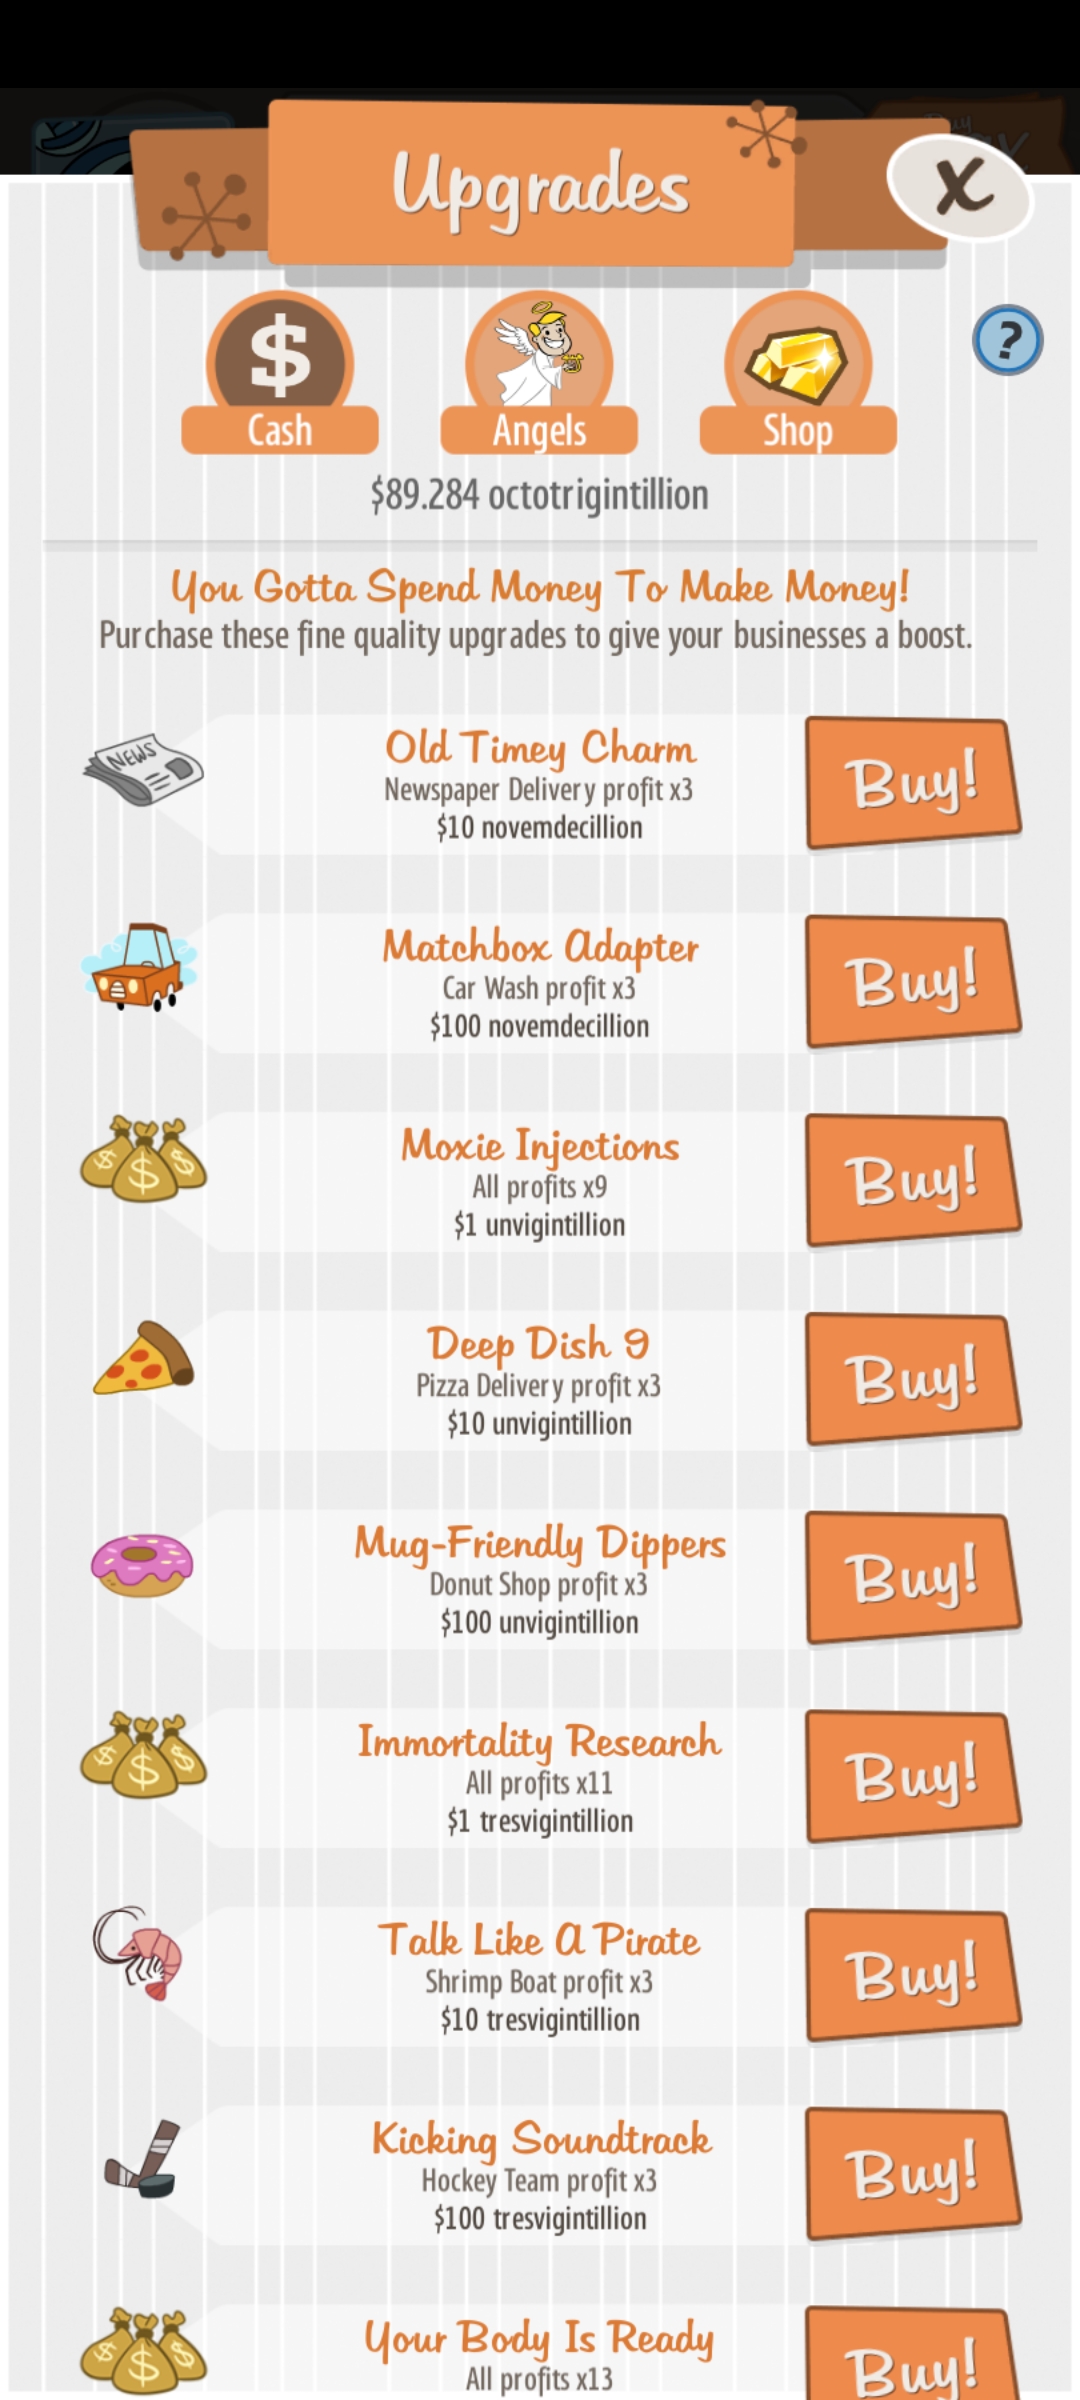 Buy
Upgrades
X
$
?
Cash
Angels
Shop
$89.284 octotrigintillion
You Gotta Spend Money To Make Money!
Purchase these fine quality upgrades to give your businesses a boost.
NEWS
Old Timey Charm
Newspaper Delivery profit x3
$10 novemdecillion
Buy!
Matchbox Adapter
Car Wash profit x3
$100 novemdecillion
Buy!
$ $ $
Moxie Injections
All profits x9
$1 unvigintillion
Buy!
Deep Dish 9
Pizza Delivery profit x3
$10 unvigintillion
Buy!
Mug-Friendly Dippers
Donut Shop profit x3
$100 unvigintillion
Buy!
$ $ $
Immortality Research
All profits x11
$1 tresvigintillion
Buy!
Talk Like A Pirate
Shrimp Boat profit x3
$10 tresvigintillion
Buy!
Kicking Soundtrack
Hockey Team profit x3
$100 tresvigintillion
Buy!
$ $ $
Your Body Is Ready
All profits x13
Buy!